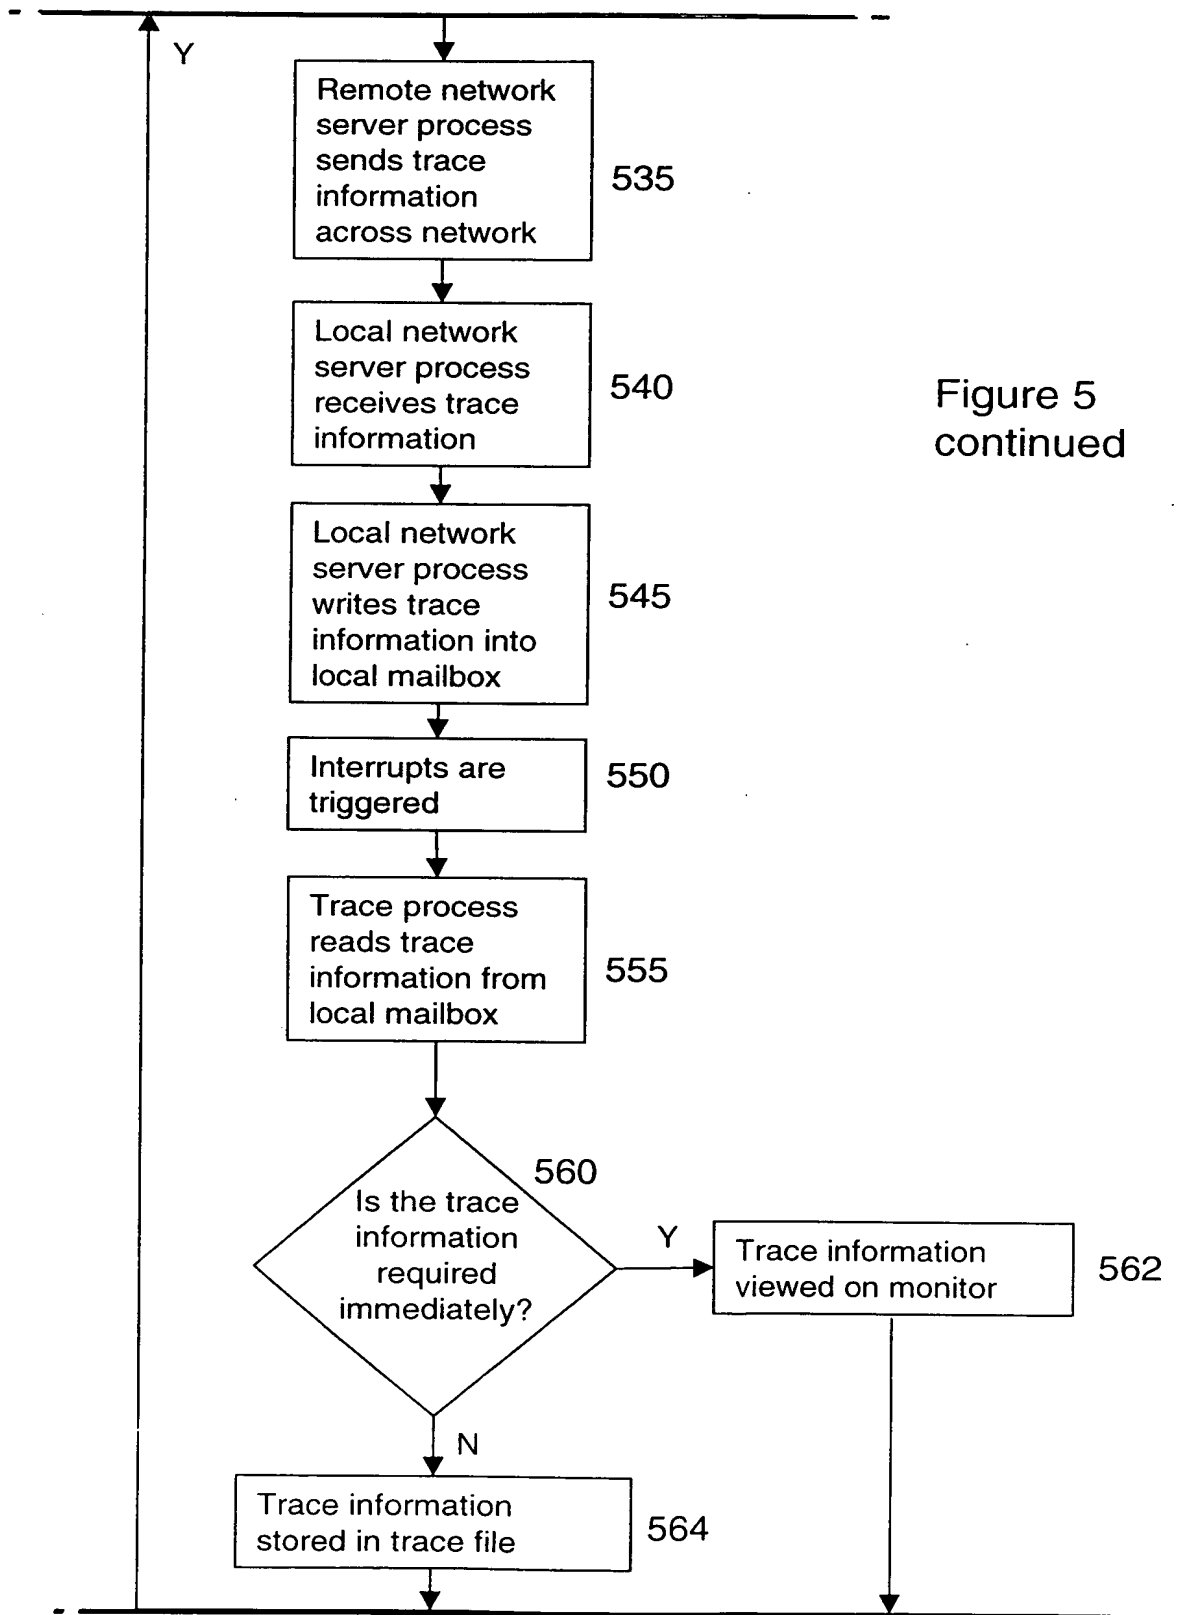 Y
Remote network
server process
sends trace
information
across network
535
Local network
server process
receives trace
information
540
Figure 5
continued
Local network
server process
writes trace
information into
local mailbox
545
Interrupts are
triggered
550
Trace process
reads trace
information from
local mailbox
555
560
Is the trace
information
required
immediately?
Y
Trace information
viewed on monitor
562
N
Trace information
stored in trace file
564